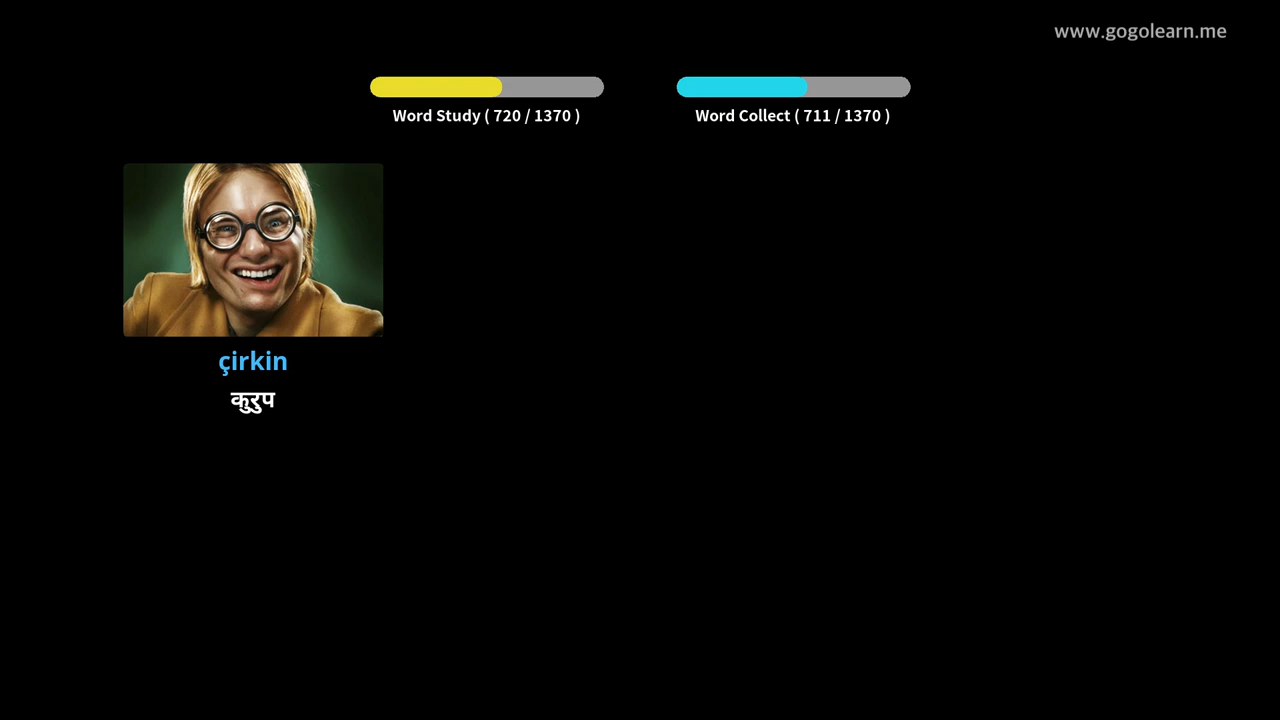 www.gogolearn.me
Word Study ( 720 / 1370 )
Word Collect ( 711 / 1370 )
çirkin
कुरुप